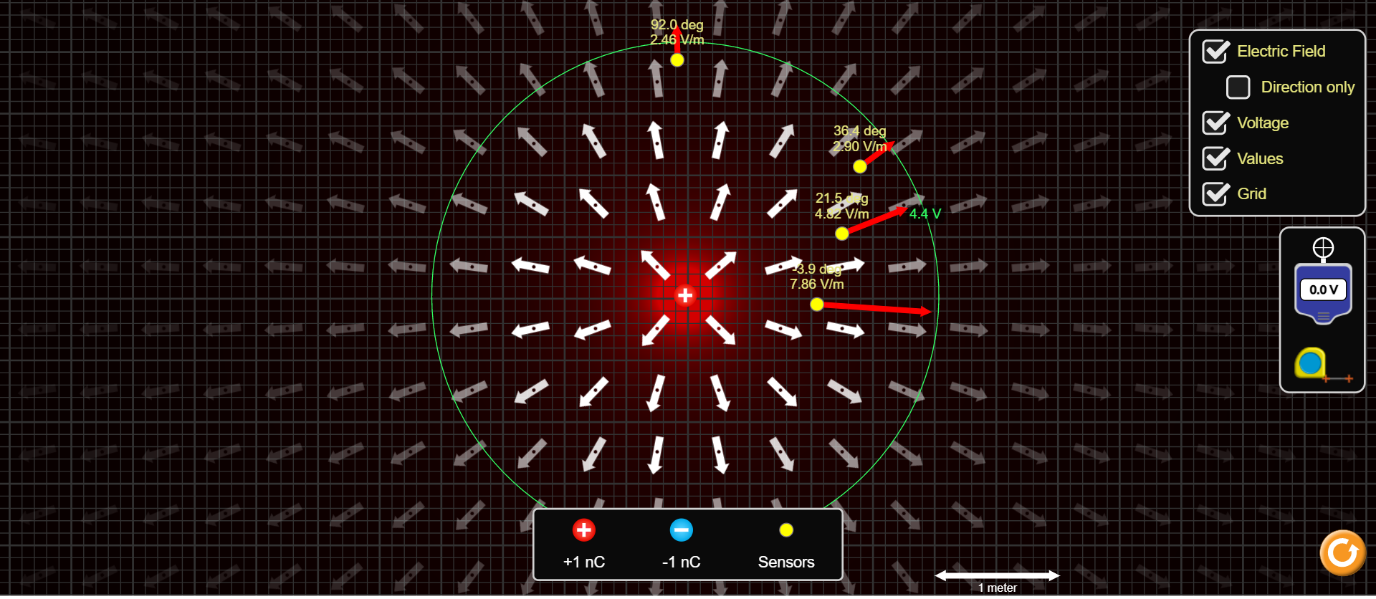 92.0 deg
2.46 V/m
36.4 deg
2.90 V/m
21.5 deg
4.82 V/m
4.4 V
-3.9 deg
7.86 V/m
Electric Field
Direction only
Voltage
Values
Grid
0.0 V
+1 nC
-1 nC
Sensors
1 meter